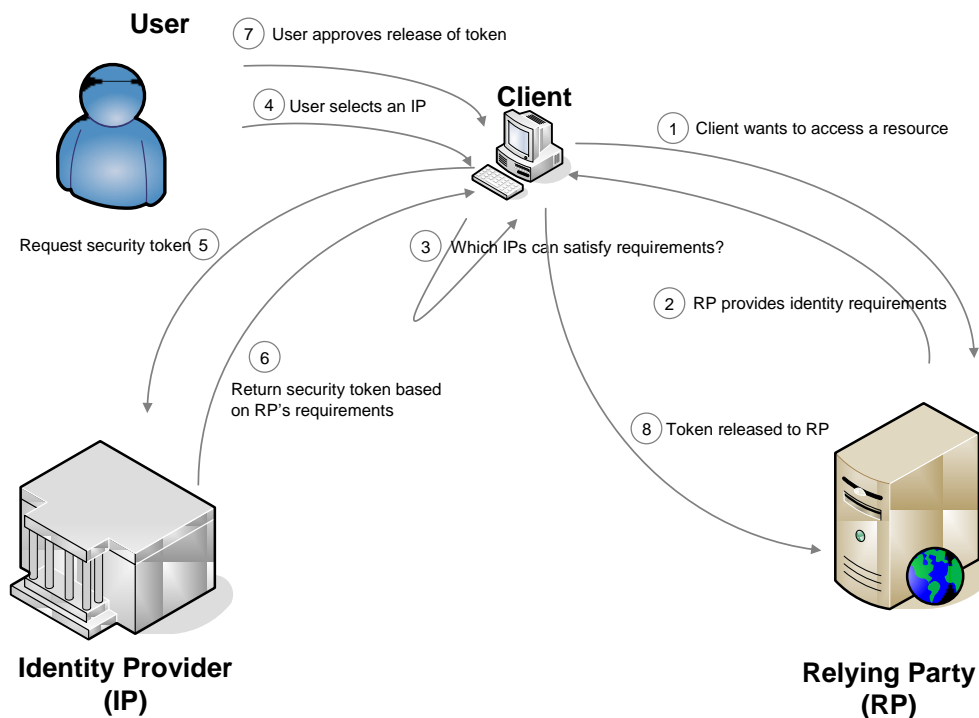 User
7 User approves release of token
4 User selects an IP
Client
1 Client wants to access a resource
Request security token 5
3 Which IPs can satisfy requirements?
2 RP provides identity requirements
6
Return security token based
on RP's requirements
8 Token released to RP
Identity Provider
(IP)
Relying Party
(RP)